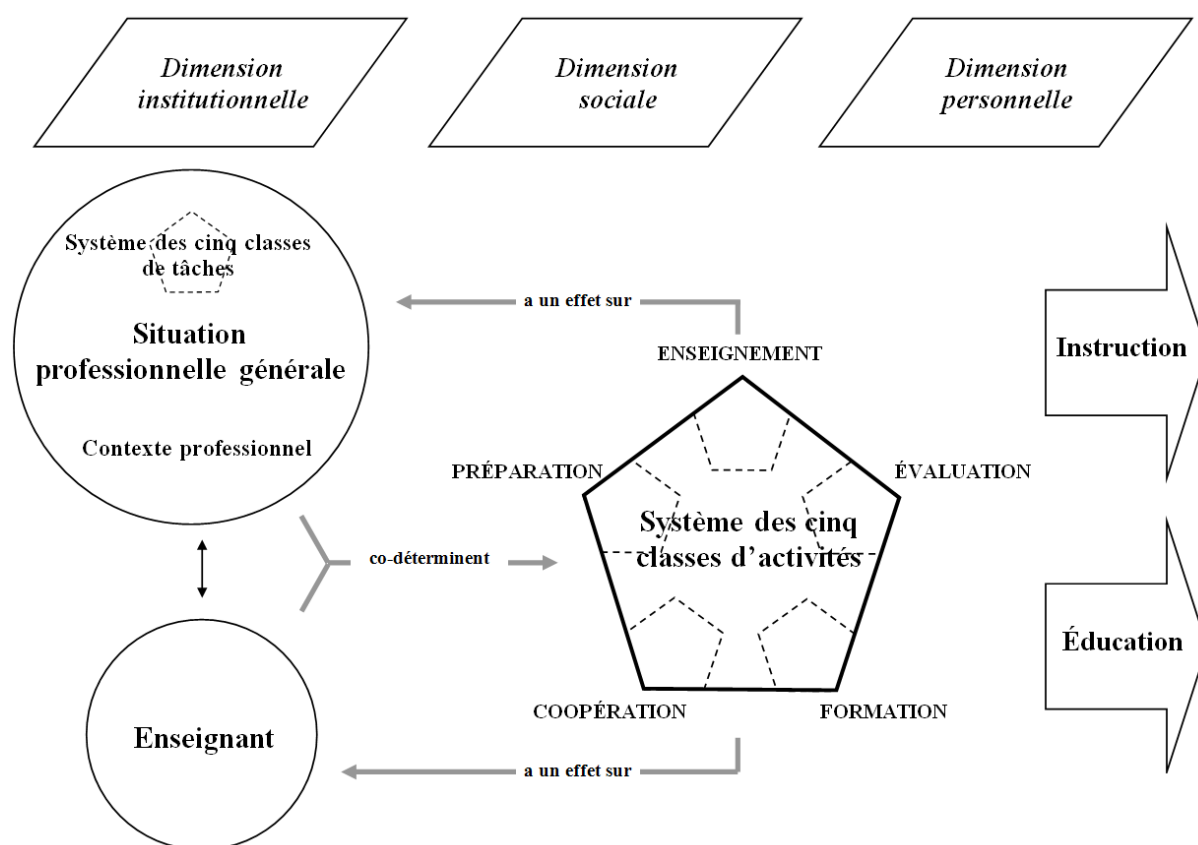 Dimension
institutionnelle
Dimension
sociale
Dimension
personnelle
Système des cinq classes
de tâches
Situation
professionnelle générale
Contexte professionnel
a un effet sur
ENSEIGNEMENT
Instruction
PRÉPARATION
ÉVALUATION
Système des cinq
classes d’activités
co-déterminent
Éducation
COOPÉRATION
FORMATION
Enseignant
a un effet sur